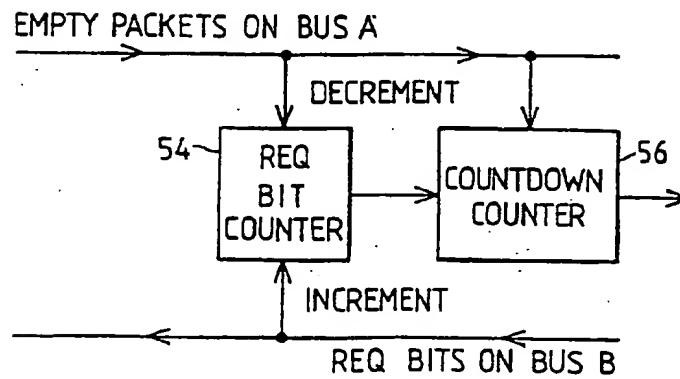 EMPTY PACKETS ON BUS A
DECREMENT
54
REQ
BIT
COUNTER
COUNTDOWN
COUNTER
56
INCREMENT
REQ BITS ON BUS B